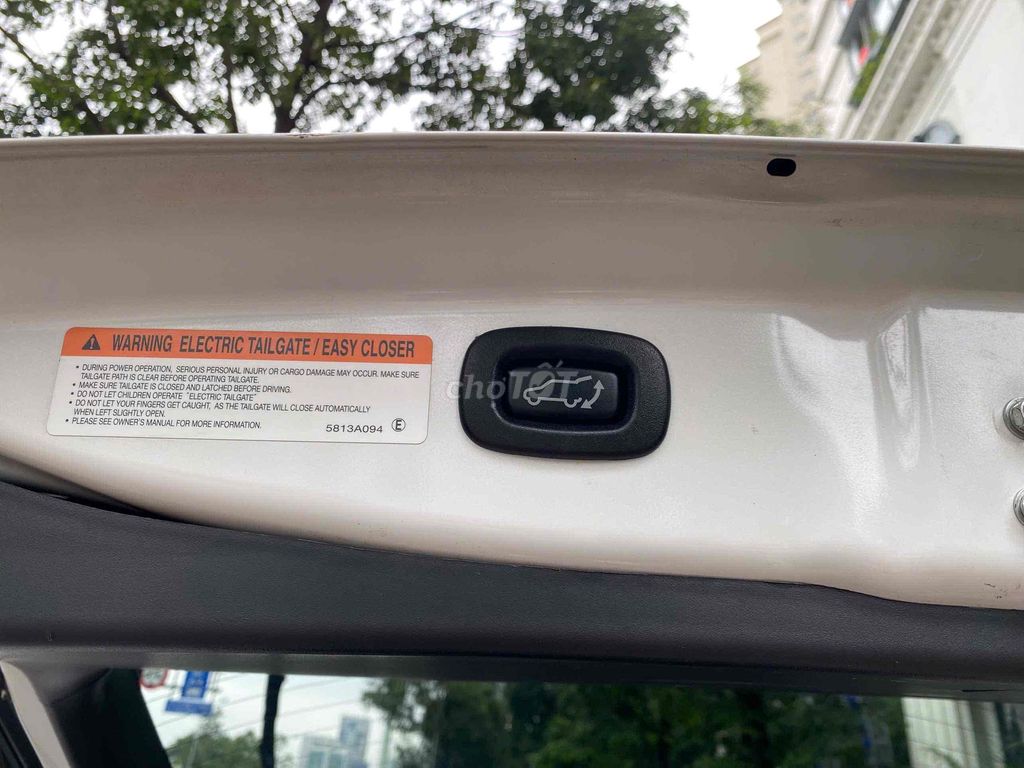 WARNING ELECTRIC TAILGATE / EASY CLOSER
• DURING POWER OPERATION, SERIOUS PERSONAL INJURY OR CARGO DAMAGE MAY OCCUR. MAKE SURE
TAILGATE PATH IS CLEAR BEFORE OPERATING TAILGATE.
• MAKE SURE TAILGATE IS CLOSED AND LATCHED BEFORE DRIVING.
• DO NOT LET CHILDREN OPERATE "ELECTRIC TAILGATE"
• DO NOT LET YOUR FINGERS GET CAUGHT, AS THE TAILGATE WILL CLOSE AUTOMATICALLY
WHEN LEFT SLIGHTLY OPEN.
• PLEASE SEE OWNER'S MANUAL FOR MORE INFORMATION.
5813A094 Ⓔ
choTỐT